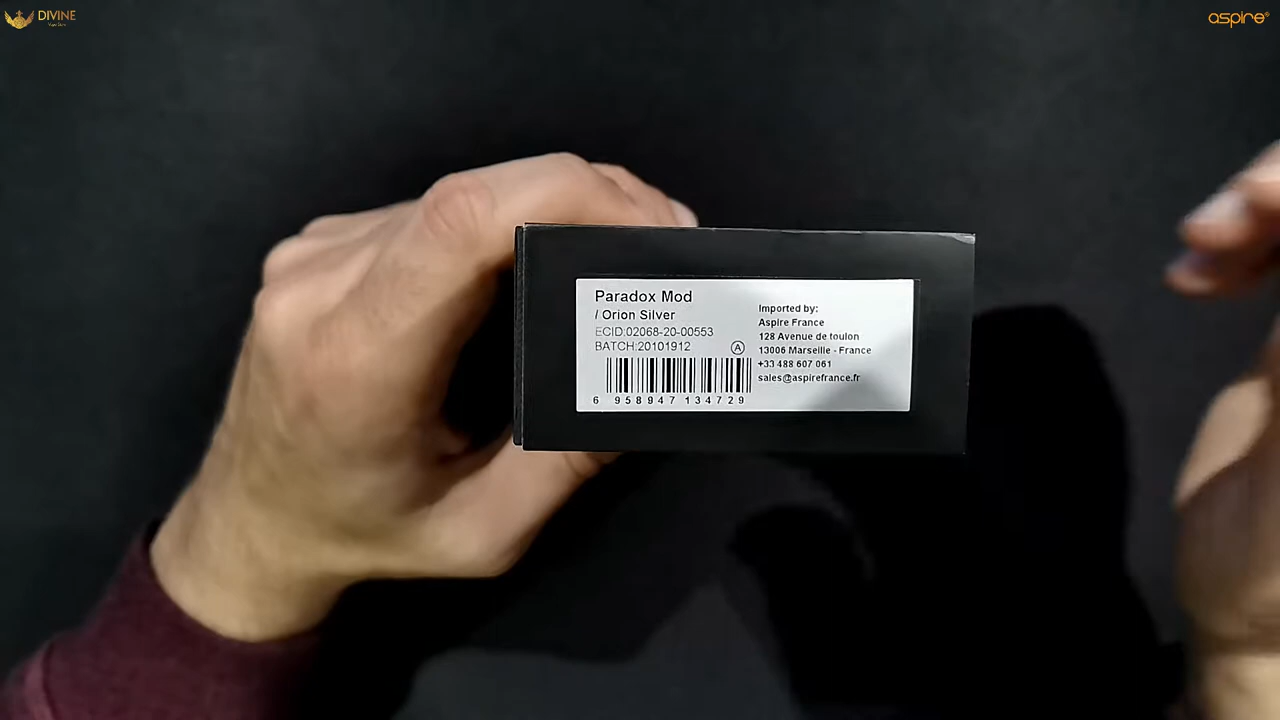 DIVINE
aspire®
Paradox Mod
/ Orion Silver
ECID:02068-20-00553
BATCH:20101912
A
6 958947 134729
Imported by:
Aspire France
128 Avenue de toulon
13006 Marseille - France
+33 488 607 061
sales@aspirefrance.fr